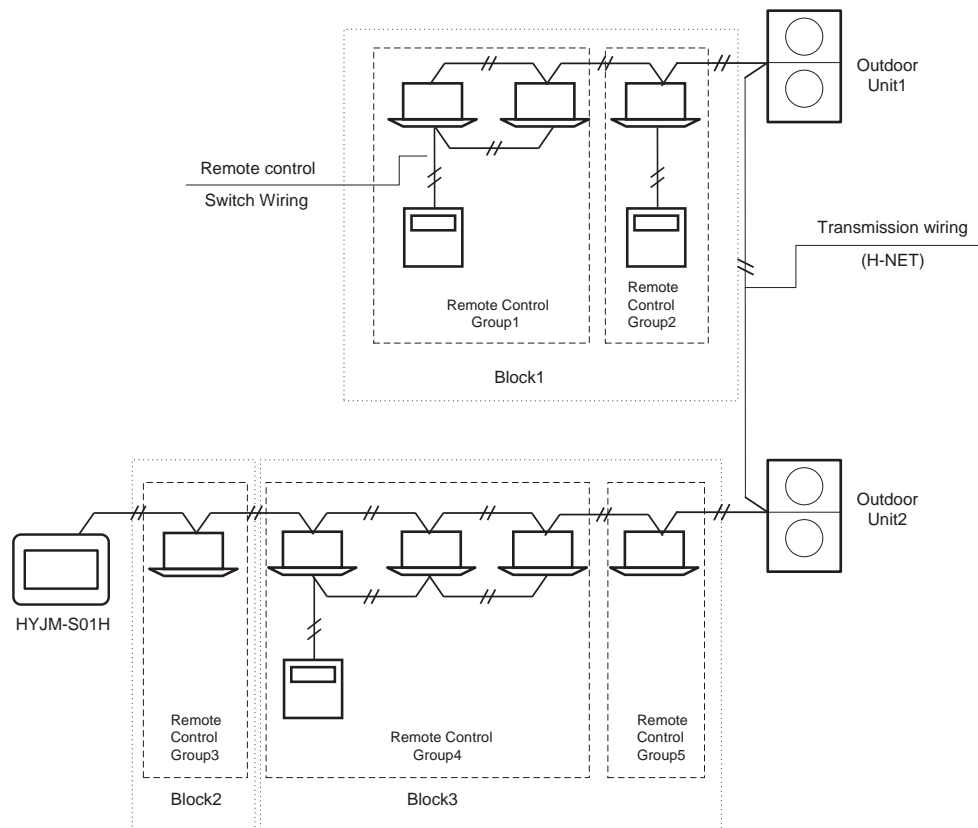 Outdoor
Unit1
Remote control
Switch Wiring
Transmission wiring
(H-NET)
Remote Control
Group1
Remote
Control
Group2
Block1
Outdoor
Unit2
HYJM-S01H
Remote
Control
Group3
Remote Control
Group4
Remote
Control
Group5
Block2
Block3